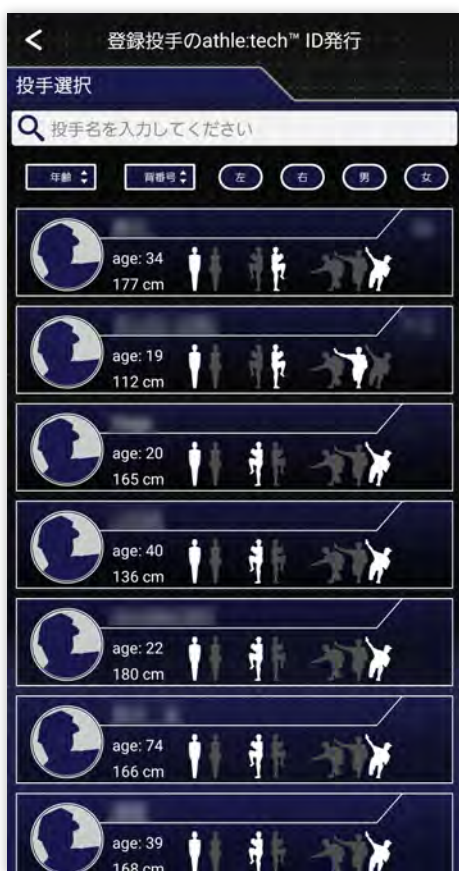 登録投手のathle:tech™ ID発行
投手選択
投手名を入力してください
年齢 背番号 左 右 男 女
age: 34
177 cm
age: 19
112 cm
age: 20
165 cm
age: 40
136 cm
age: 22
180 cm
age: 74
166 cm
age: 39
168 cm